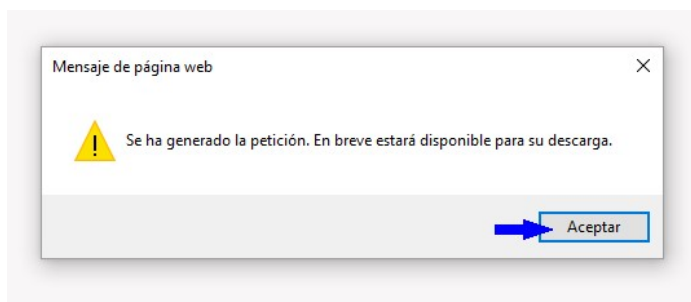 Mensaje de página web
Se ha generado la petición. En breve estará disponible para su descarga.
Aceptar